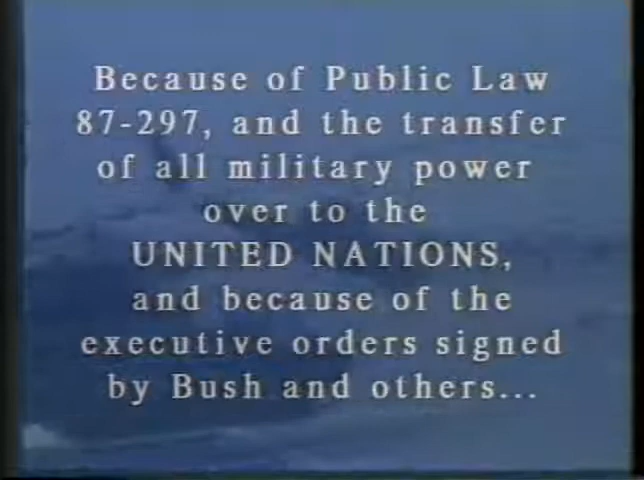 Because of Public Law
87-297, and the transfer
of all military power
over to the
UNITED NATIONS,
and because of the
executive orders signed
by Bush and others...